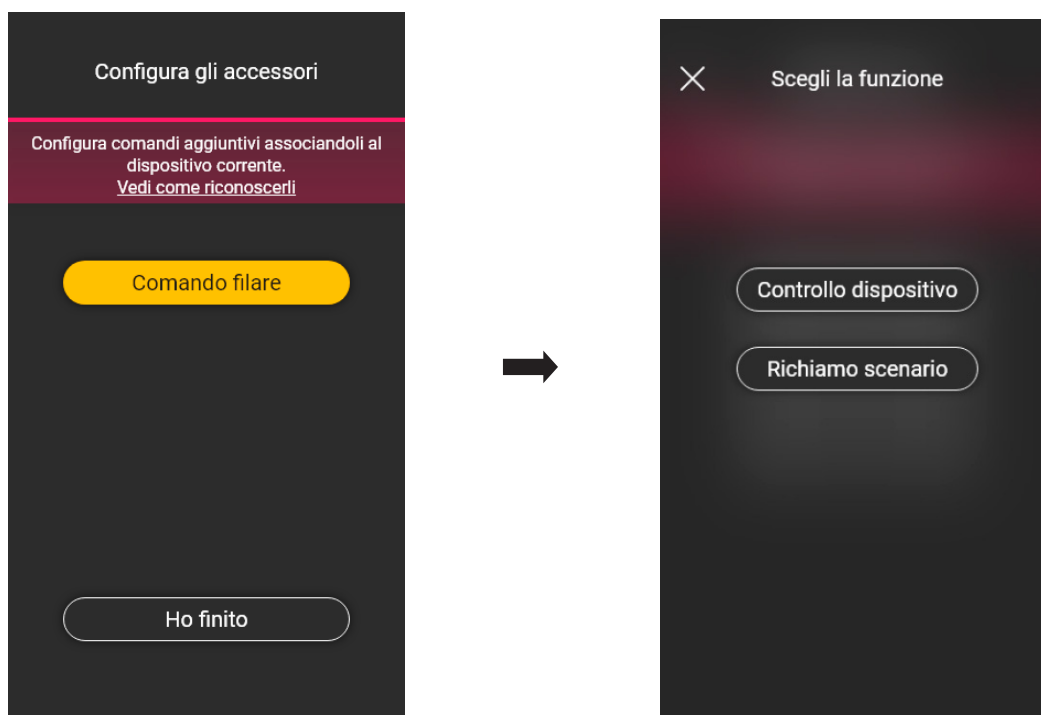 Configura gli accessori
Configura comandi aggiuntivi associandoli al
dispositivo corrente.
Vedi come riconoscerli
Comando filare
Ho finito
Scegli la funzione
Controllo dispositivo
Richiamo scenario